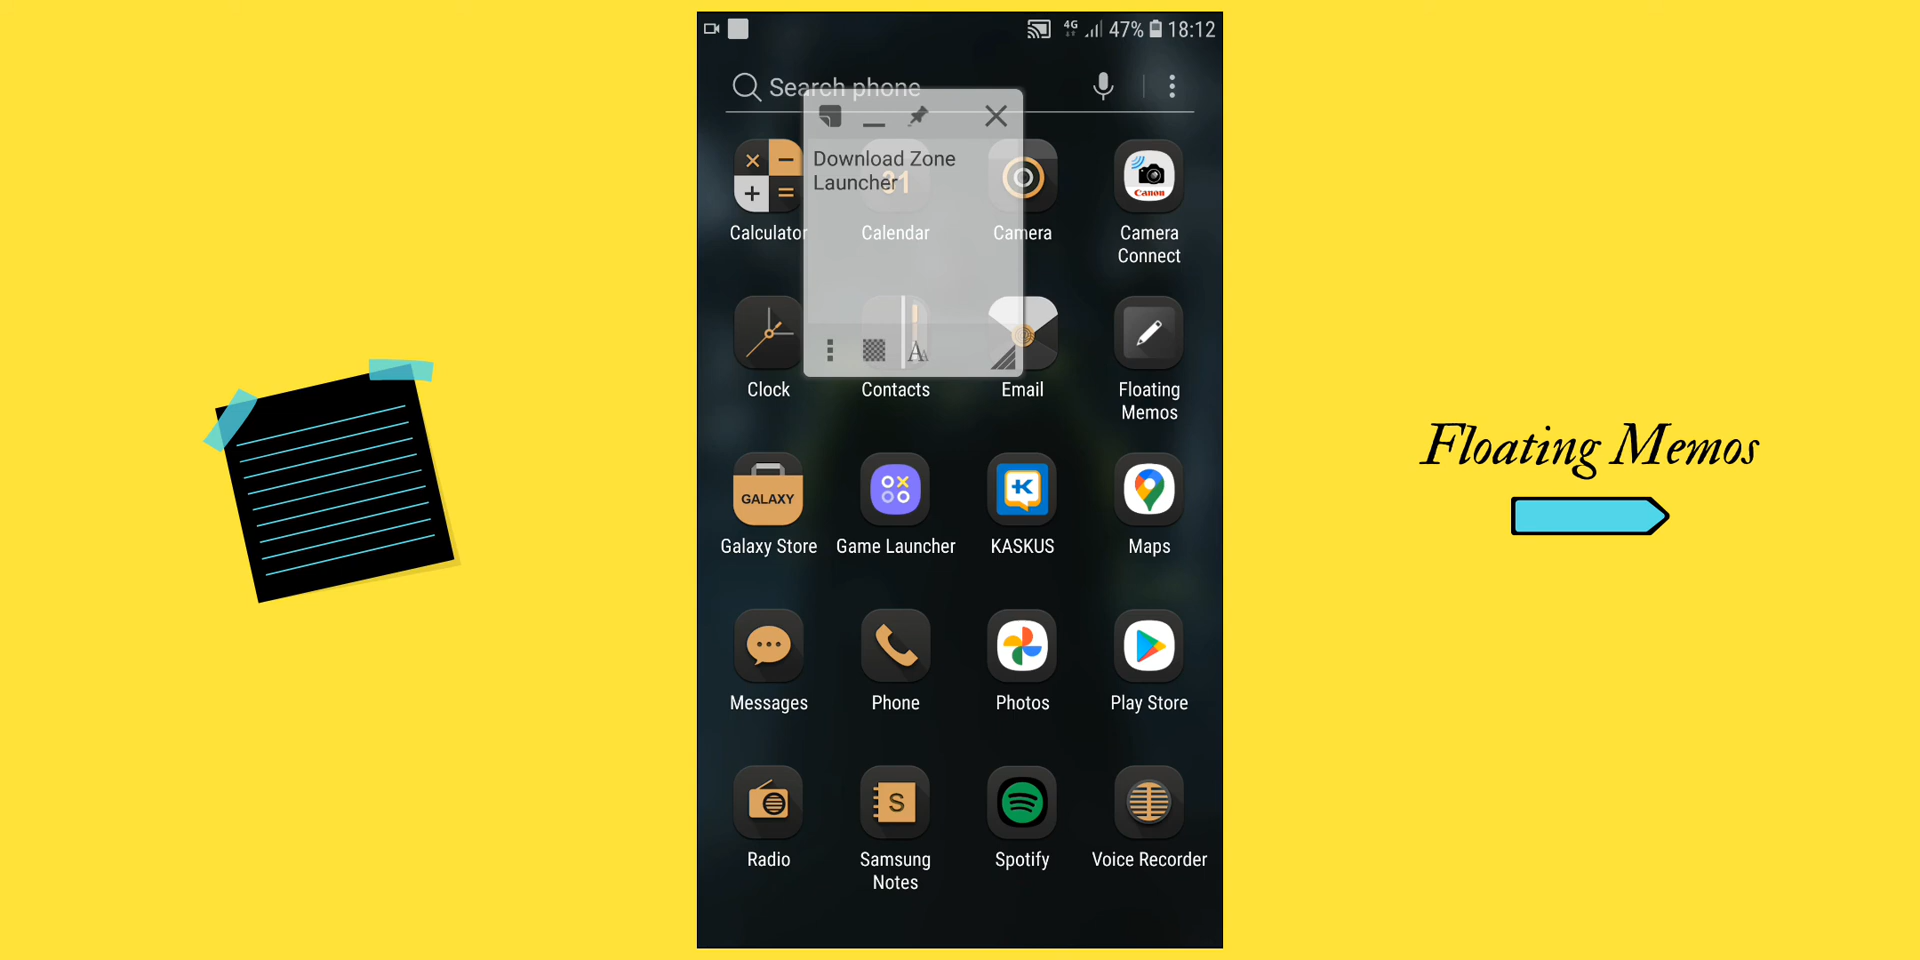 4G 47% 18:12
Search phone
Download Zone
Launcher
31
Calculator Calendar Camera Camera
Connect
Canon
Clock Contacts Email Floating
Memos
GALAXY
Galaxy Store Game Launcher KASKUS Maps
Messages Phone Photos Play Store
S
Radio Samsung
Notes
Spotify Voice Recorder
Floating Memos